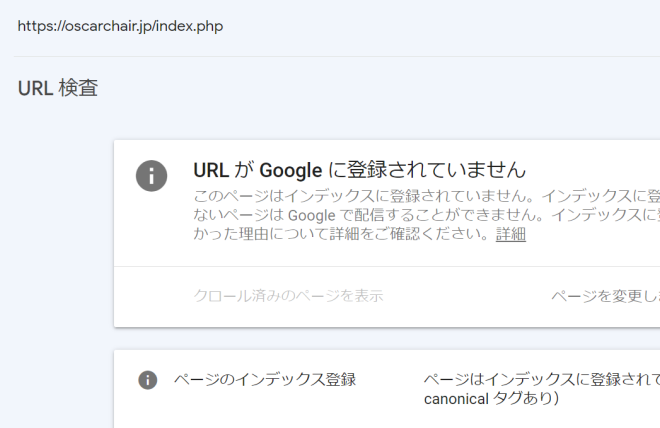 https://oscarchair.jp/index.php
URL 検査
URL が Google に登録されていません
このページはインデックスに登録されていません。インデックスに登
ないページは Google で配信することができません。インデックスに
かった理由について詳細をご確認ください。詳細
クロール済みのページを表示
ページを変更し
ページのインデックス登録
ページはインデックスに登録されて
canonical タグあり）